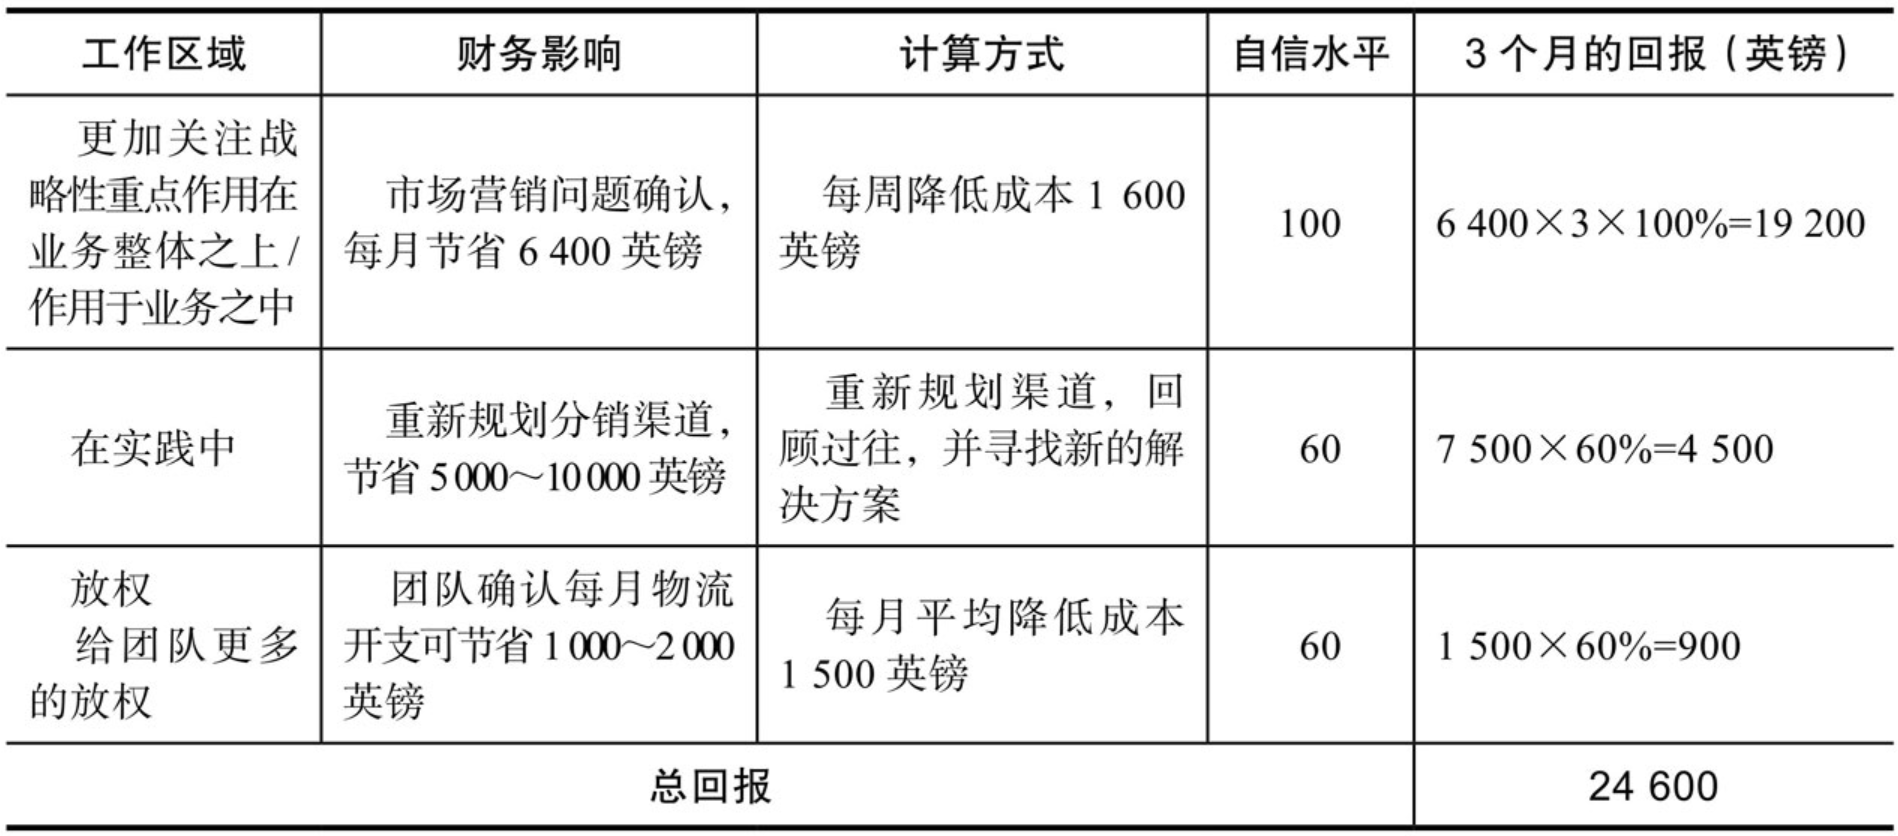 工作区域 财务影响 计算方式 自信水平 3个月的回报（英镑）
更加关注战
略性重点作用在
业务整体之上/
作用于业务之中
市场营销问题确认，
每月节省 6 400 英镑
每周降低成本 1 600
英镑
100
6 400×3×100%=19 200
在实践中
重新规划分销渠道，
节省 5 000～10 000 英镑
重新规划渠道，回
顾过往，并寻找新的解
决方案
60
7 500×60%=4 500
放权
给团队更多
的放权
团队确认每月物流
开支可节省 1 000～2 000
英镑
每月平均降低成本
1 500 英镑
60
1 500×60%=900
总回报 24 600